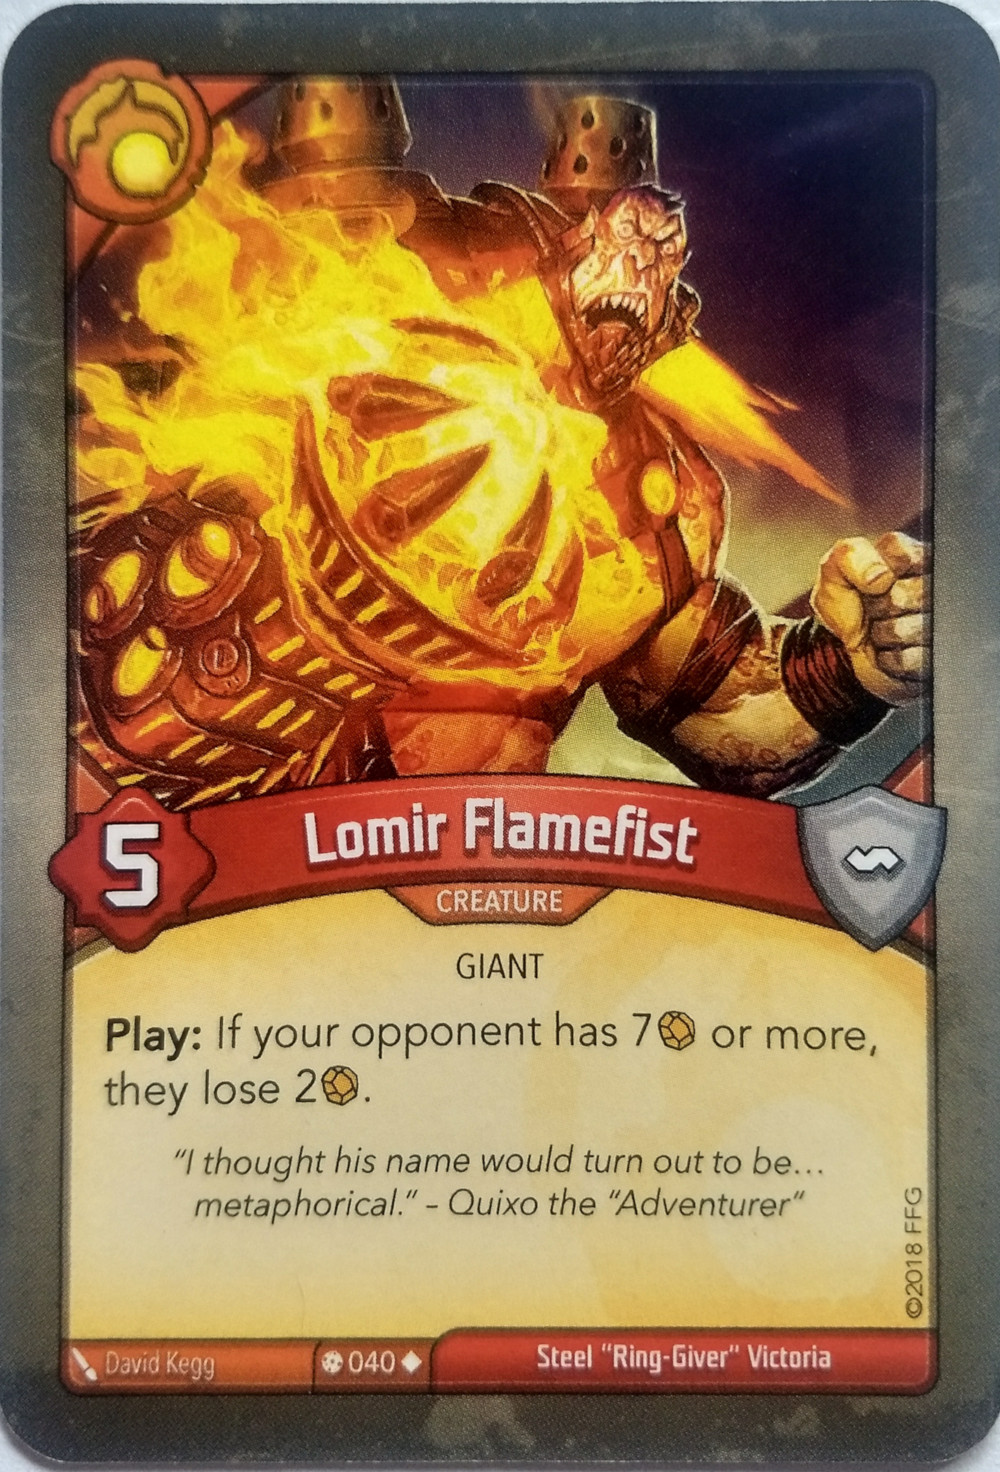 5
Lomir Flamefist
CREATURE
GIANT
Play: If your opponent has 7 or more,
they lose 2.
“I thought his name would turn out to be…
metaphorical.” – Quixo the “Adventurer”
©2018 FFG
David Kegg
040
Steel “Ring-Giver” Victoria